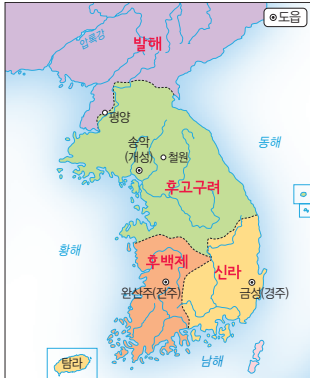 ◉도읍
발해
압록강
평양
송악
(개성)
철원
동해
후고구려
황해
후백제
신라
완산주(전주)
금성(경주)
탐라
남해